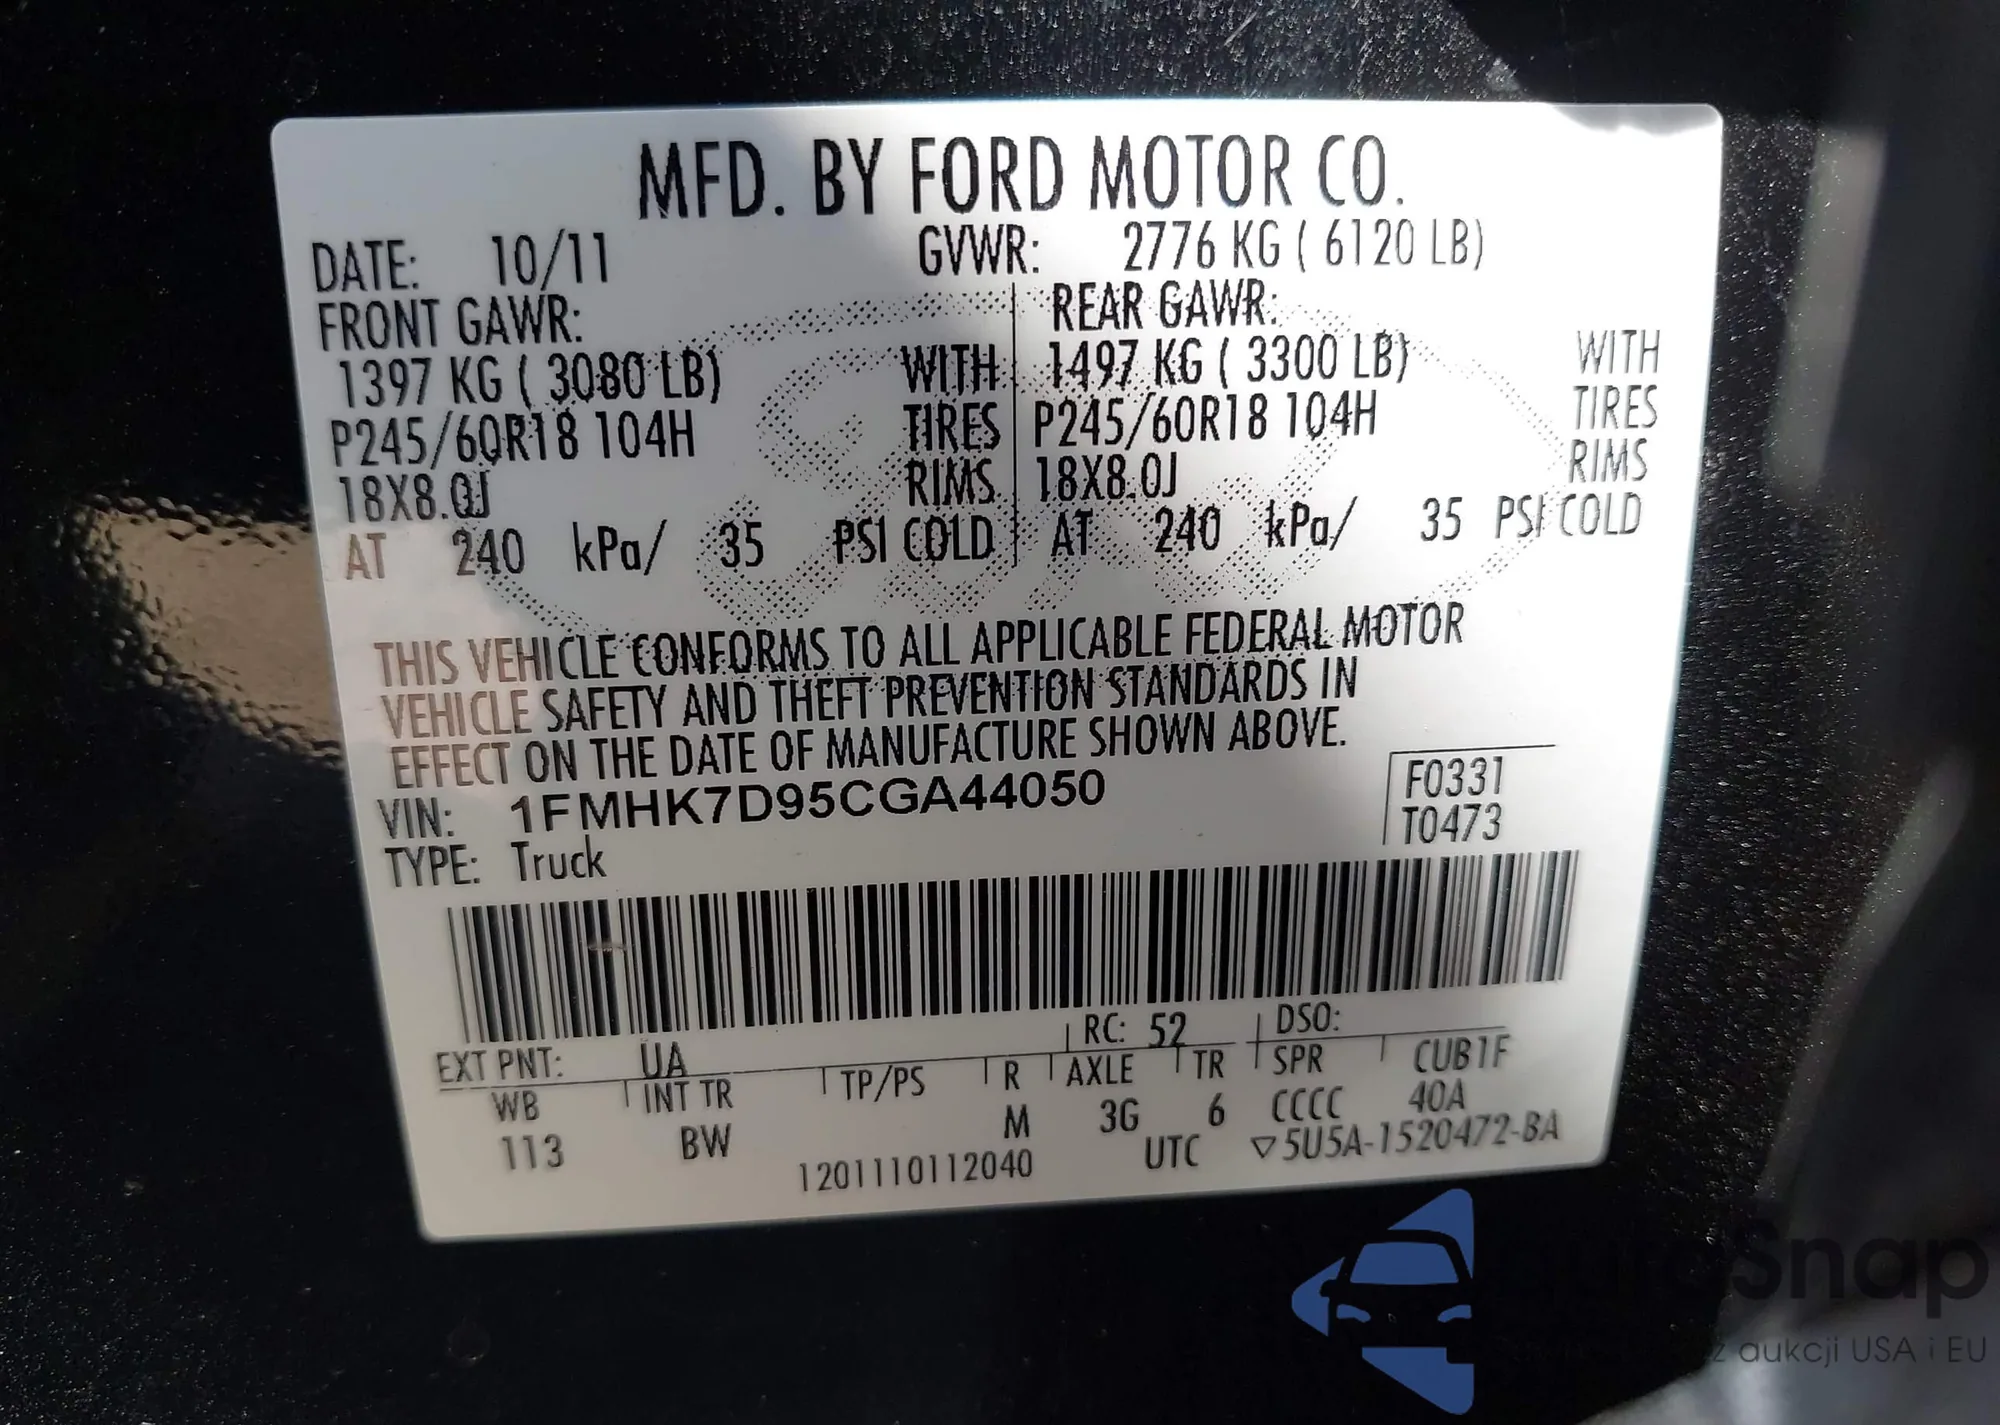 MFD. BY FORD MOTOR CO.
DATE: 10/11 GVWR: 2776 KG ( 6120 LB)
FRONT GAWR: REAR GAWR:
1397 KG ( 3080 LB) WITH 1497 KG ( 3300 LB) WITH
P245/60R18 104H TIRES P245/60R18 104H TIRES
18X8.0J RIMS 18X8.0J RIMS
AT 240 kPa/ 35 PSI COLD AT 240 kPa/ 35 PSI COLD
THIS VEHICLE CONFORMS TO ALL APPLICABLE FEDERAL MOTOR
VEHICLE SAFETY AND THEFT PREVENTION STANDARDS IN
EFFECT ON THE DATE OF MANUFACTURE SHOWN ABOVE.
VIN: 1FMHK7D95CGA44050 F0331
TYPE: Truck T0473
EXT PNT: UA RC: 52 DSO:
WB INT TR TP/PS R AXLE TR SPR CUB1F
113 BW M 3G 6 CCCC 40A
1201110112040 UTC ▽5U5A-1520472-BA
AutoSnap
z aukcji USA i EU